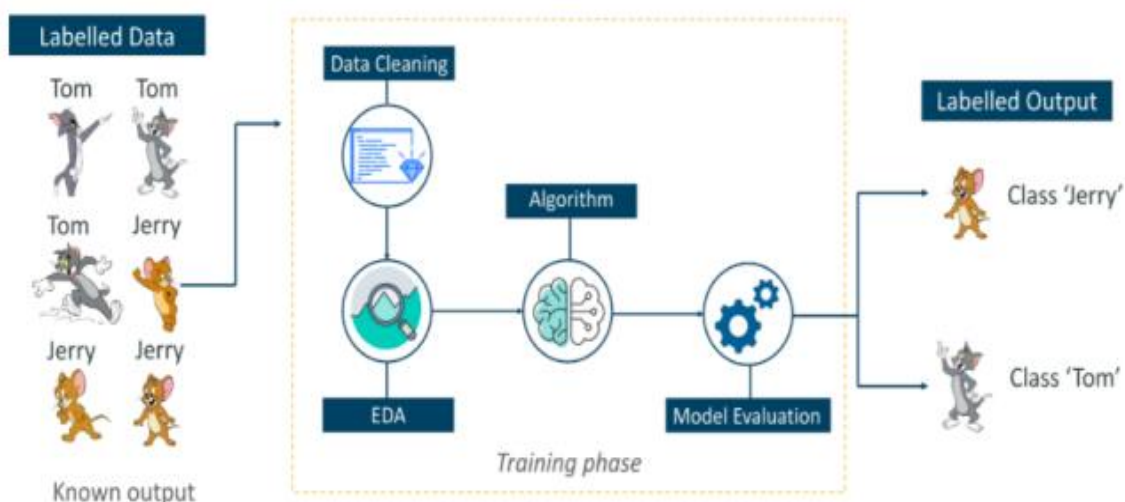 Labelled Data
Tom Tom
Tom Jerry
Jerry Jerry
Known output
Data Cleaning
EDA
Algorithm
Model Evaluation
Training phase
Labelled Output
Class 'Jerry'
Class 'Tom'